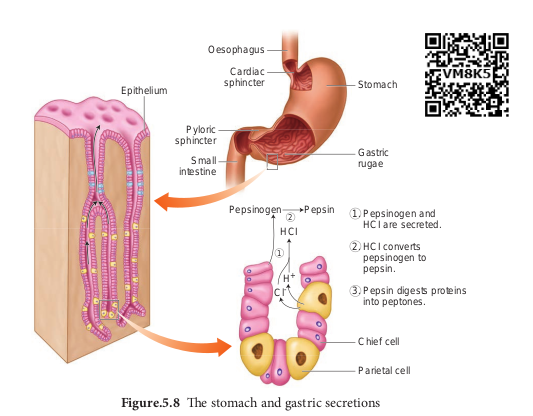 Oesophagus
Cardiac
sphincter
VM8K5
Epithelium
Stomach
Pyloric
sphincter
Small
intestine
Gastric
rugae
Pepsinogen Pepsin
②
HCl
①
H+
Cl-
① Pepsinogen and
HCl are secreted.
② HCl converts
pepsinogen to
pepsin.
③ Pepsin digests proteins
into peptones.
Chief cell
Parietal cell
Figure.5.8 The stomach and gastric secretions